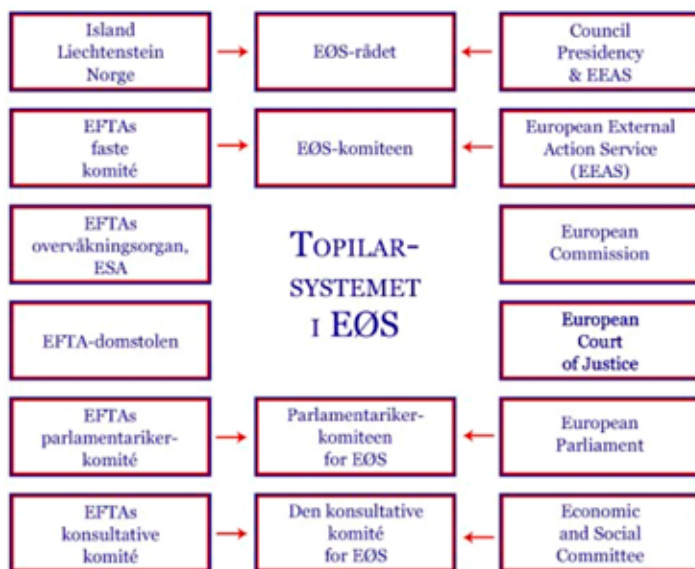 Island
Liechtenstein
Norge
EØS-rådet
Council
Presidency
& EEAS
EFTAs
faste
komité
EØS-komiteen
European External
Action Service
(EEAS)
EFTAs
overvåkningsorgan,
ESA
TOPILAR-
SYSTEMET
I EØS
European
Commission
EFTA-domstolen
European
Court
of Justice
EFTAs
parlamentariker-
komité
Parlamentariker-
komiteen
for EØS
European
Parliament
EFTAs
konsultative
komité
Den konsultative
komité
for EØS
Economic
and Social
Committee